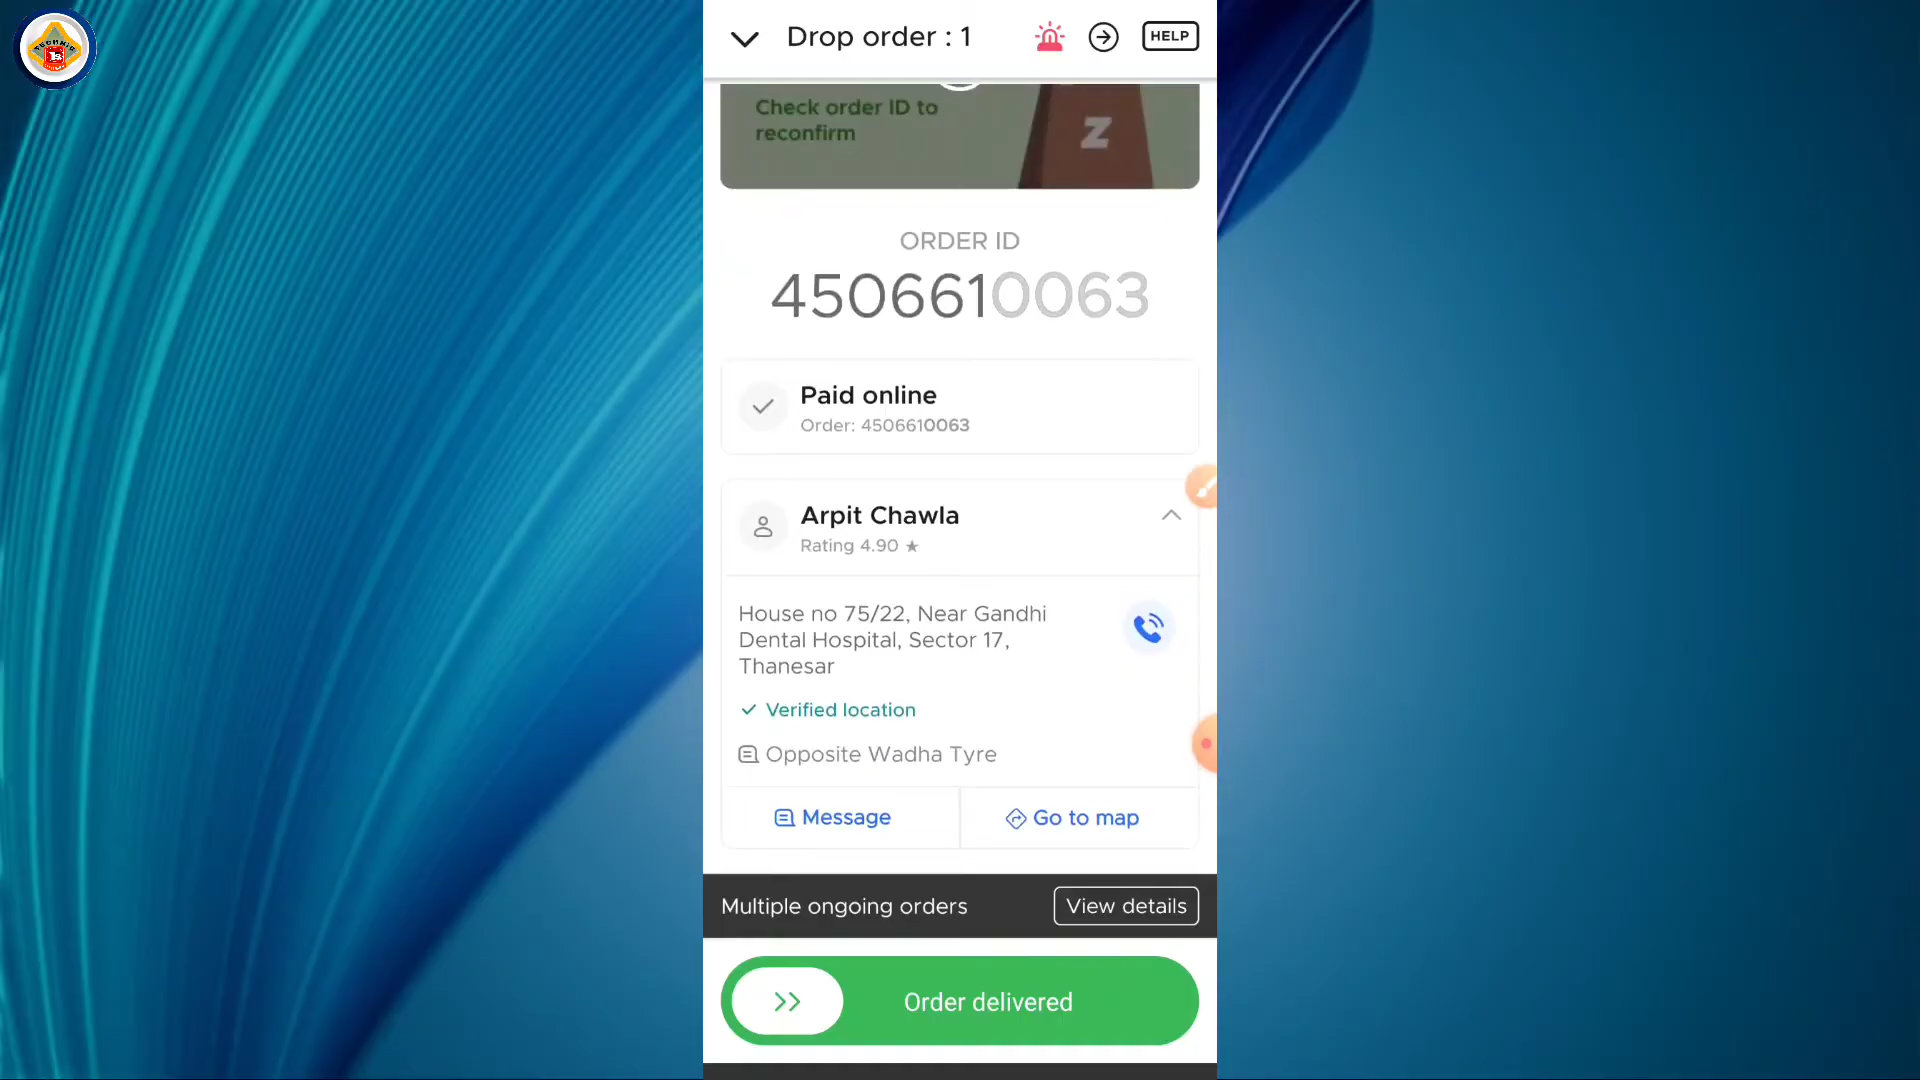 Drop order : 1
HELP
Check order ID to
reconfirm
Z
ORDER ID
4506610063
Paid online
Order: 4506610063
Arpit Chawla
Rating 4.90 ★
House no 75/22, Near Gandhi
Dental Hospital, Sector 17,
Thanesar
Verified location
Opposite Wadha Tyre
Message
Go to map
Multiple ongoing orders
View details
Order delivered